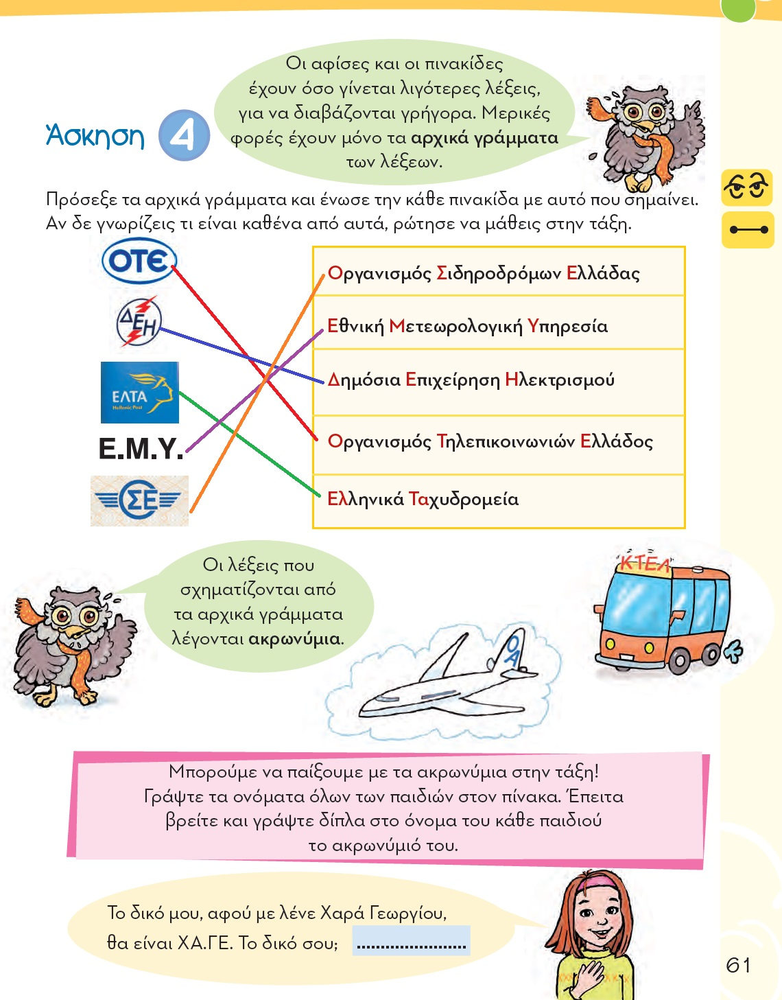 Οι αφίσες και οι πινακίδες
έχουν όσο γίνεται λιγότερες λέξεις,
για να διαβάζονται γρήγορα. Μερικές
φορές έχουν μόνο τα αρχικά γράμματα
των λέξεων.
Άσκηση 4
Πρόσεξε τα αρχικά γράμματα και ένωσε την κάθε πινακίδα με αυτό που σημαίνει.
Αν δε γνωρίζεις τι είναι καθένα από αυτά, ρώτησε να μάθεις στην τάξη.
ΟΤΕ
ΔΕΗ
ΕΛΤΑ
Hellenic Post
Ε.Μ.Υ.
ΟΣΕ
Οργανισμός Σιδηροδρόμων Ελλάδας
Εθνική Μετεωρολογική Υπηρεσία
Δημόσια Επιχείρηση Ηλεκτρισμού
Οργανισμός Τηλεπικοινωνιών Ελλάδος
Ελληνικά Ταχυδρομεία
Οι λέξεις που
σχηματίζονται από
τα αρχικά γράμματα
λέγονται ακρωνύμια.
ΚΤΕΛ
ΟΑ
Μπορούμε να παίξουμε με τα ακρωνύμια στην τάξη!
Γράψτε τα ονόματα όλων των παιδιών στον πίνακα. Έπειτα
βρείτε και γράψτε δίπλα στο όνομα του κάθε παιδιού
το ακρωνύμιό του.
Το δικό μου, αφού με λένε Χαρά Γεωργίου,
θα είναι ΧΑ.ΓΕ. Το δικό σου; .......................
61